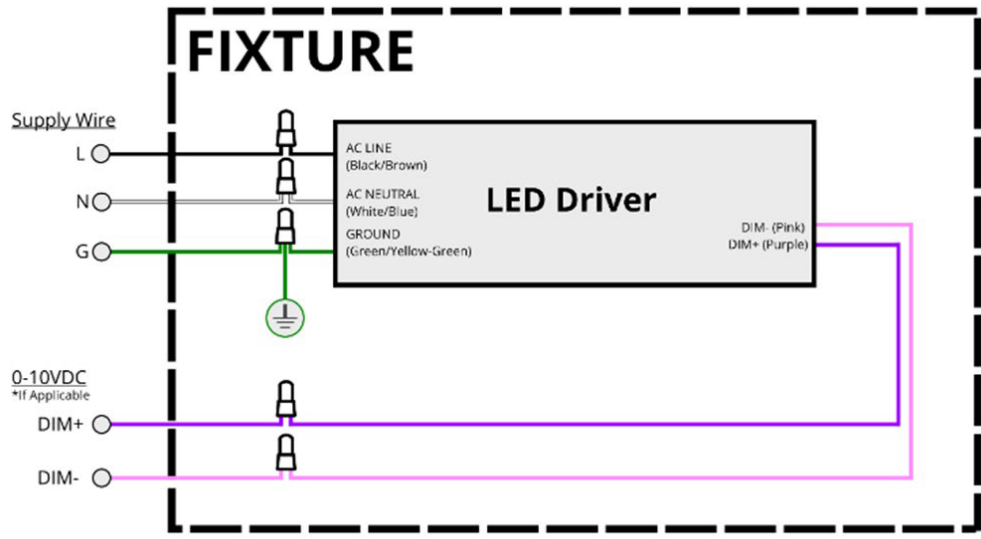 FIXTURE
Supply Wire
L
N
G
AC LINE
(Black/Brown)
AC NEUTRAL
(White/Blue)
GROUND
(Green/Yellow-Green)
LED Driver
DIM- (Pink)
DIM+ (Purple)
0-10VDC
*If Applicable
DIM+
DIM-